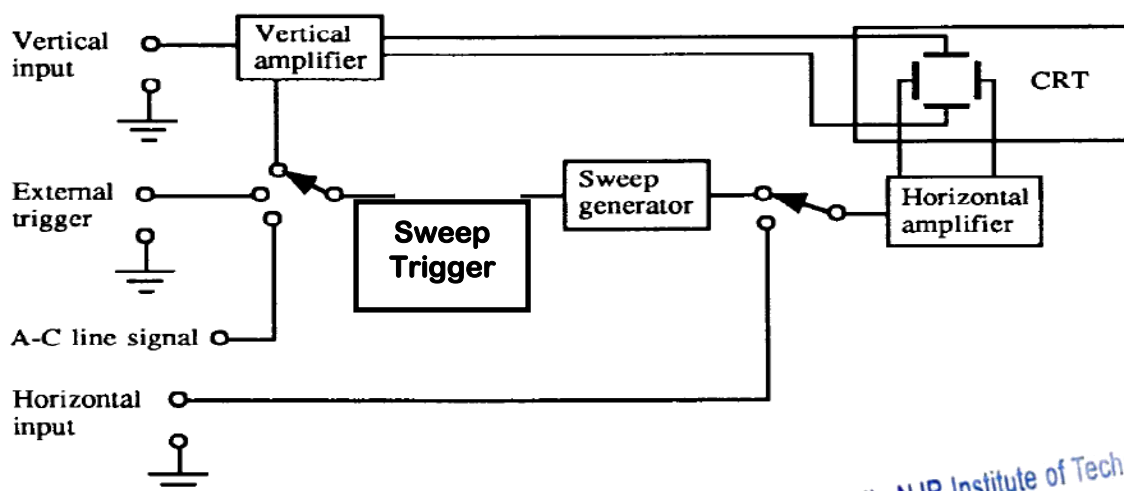 Vertical
input
Vertical
amplifier
CRT
External
trigger
Sweep
Trigger
Sweep
generator
Horizontal
amplifier
A-C line signal
Horizontal
input
Institute of Tech